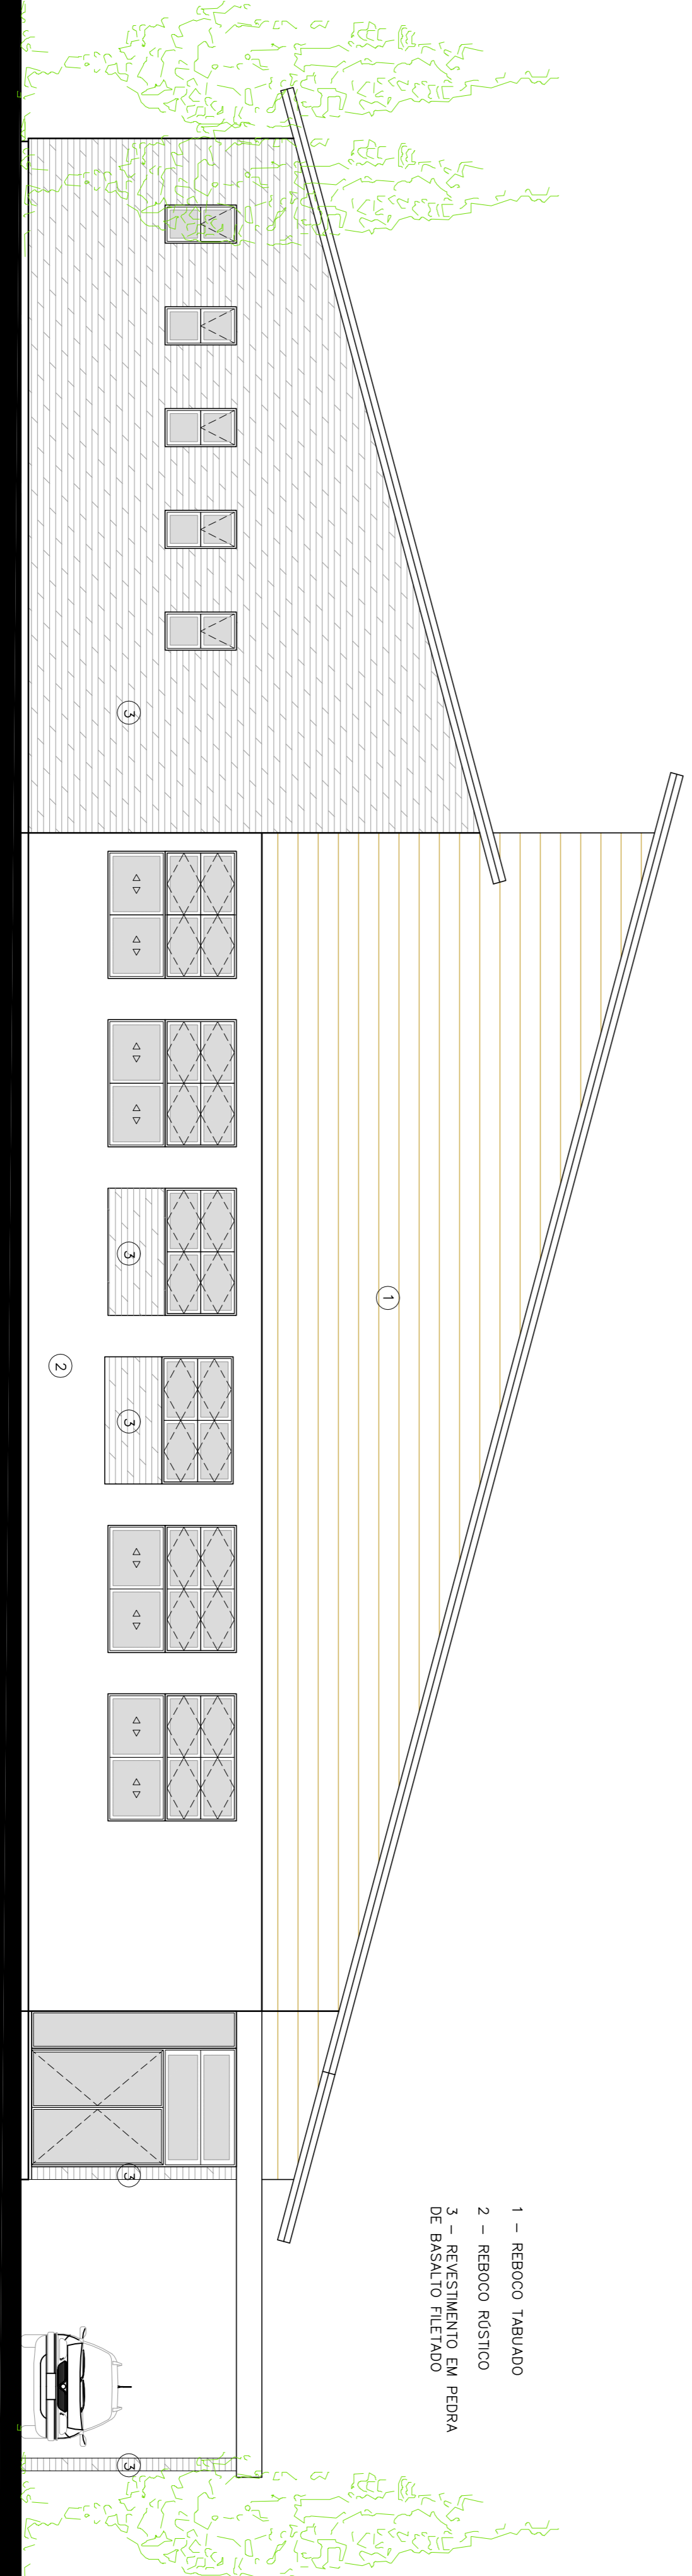 1 – REBOCO TABUADO
2 – REBOCO RÚSTICO
3 – REVESTIMENTO EM PEDRA
DE BASALTO FILETADO
1
2
3
3
3
3
3